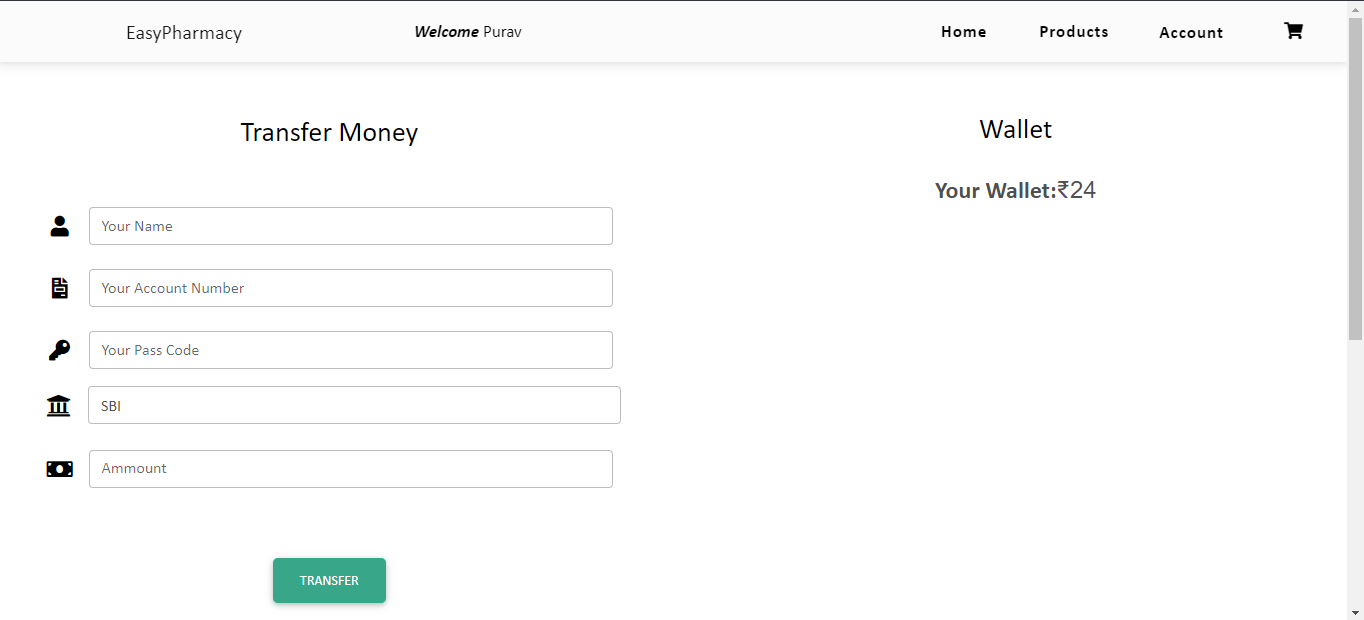 EasyPharmacy
Welcome Purav
Home
Products
Account
Transfer Money
Your Name
Your Account Number
Your Pass Code
SBI
Ammount
TRANSFER
Wallet
Your Wallet:₹24